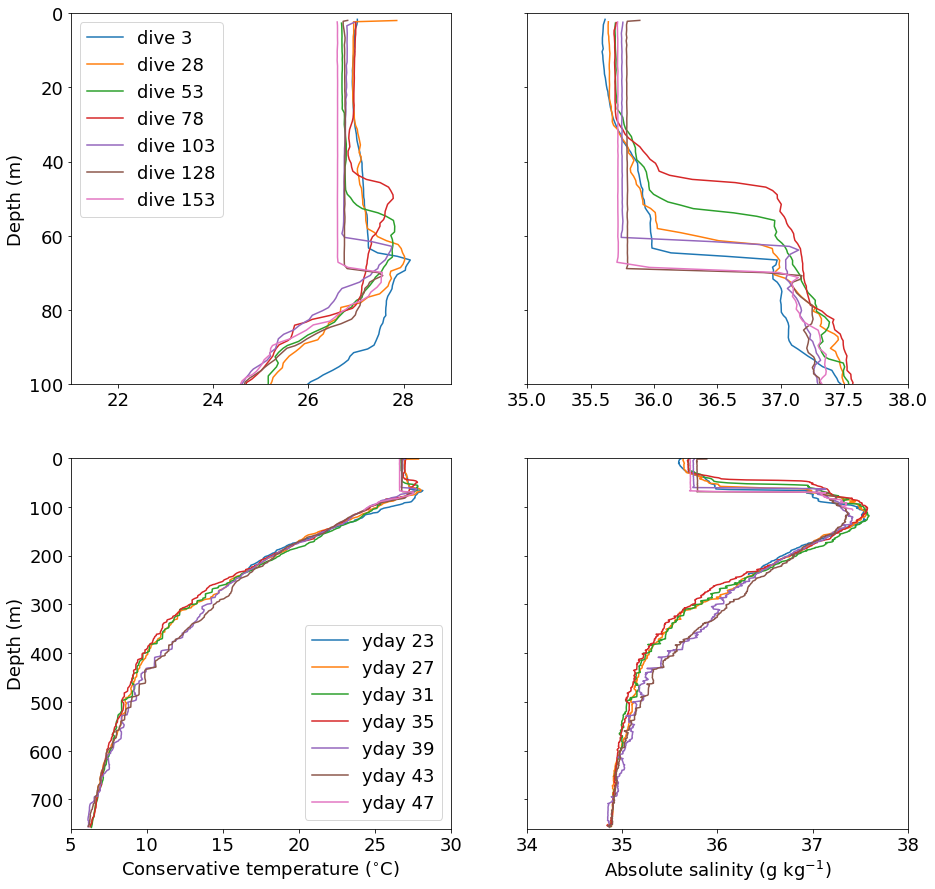 0
20
40
60
80
100
Depth (m)
dive 3
dive 28
dive 53
dive 78
dive 103
dive 128
dive 153
22 24 26 28
35.0 35.5 36.0 36.5 37.0 37.5 38.0
0
100
200
300
400
500
600
700
Depth (m)
yday 23
yday 27
yday 31
yday 35
yday 39
yday 43
yday 47
5 10 15 20 25 30
Conservative temperature (°C)
34 35 36 37 38
Absolute salinity (g kg⁻¹)